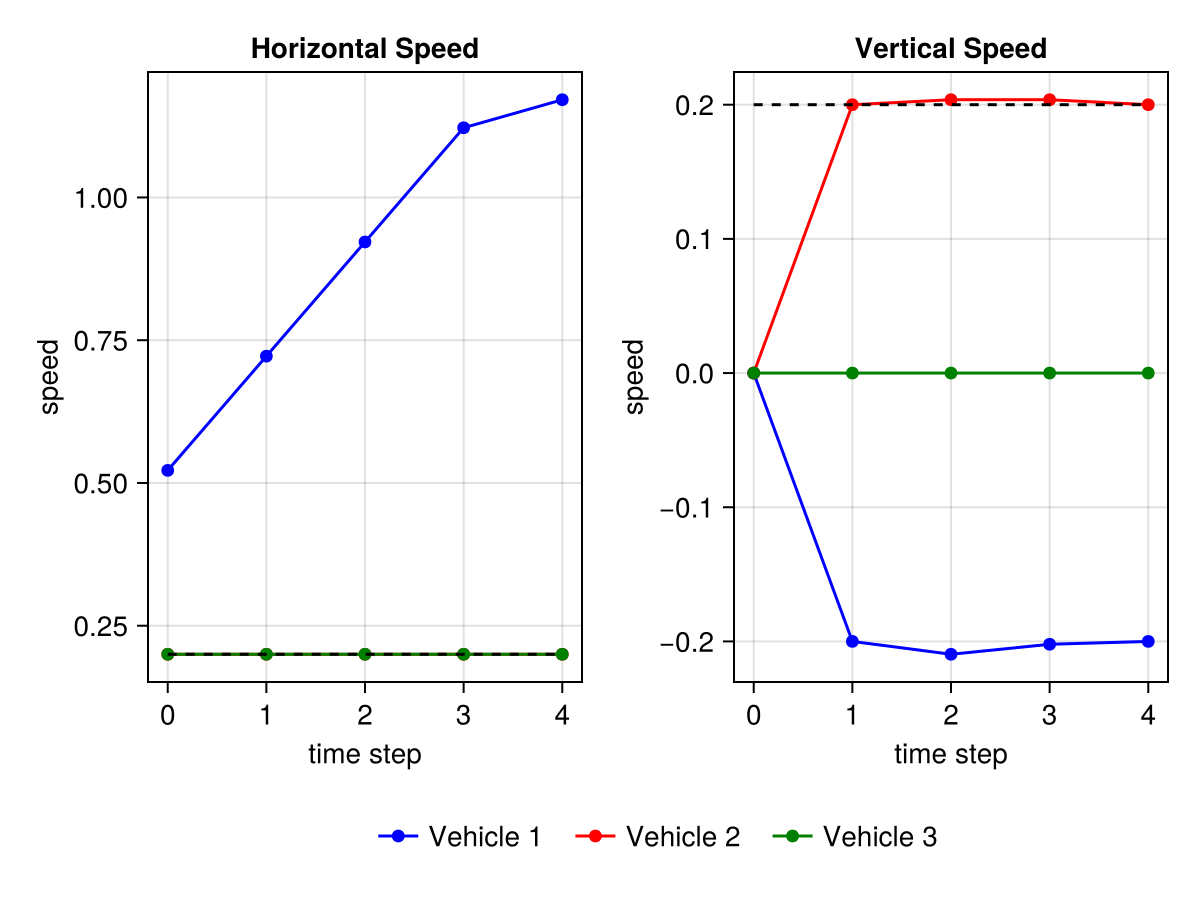 Horizontal Speed
speed
1.00
0.75
0.50
0.25
0 1 2 3 4
time step
Vertical Speed
speed
0.2
0.1
0.0
−0.1
−0.2
0 1 2 3 4
time step
Vehicle 1 Vehicle 2 Vehicle 3